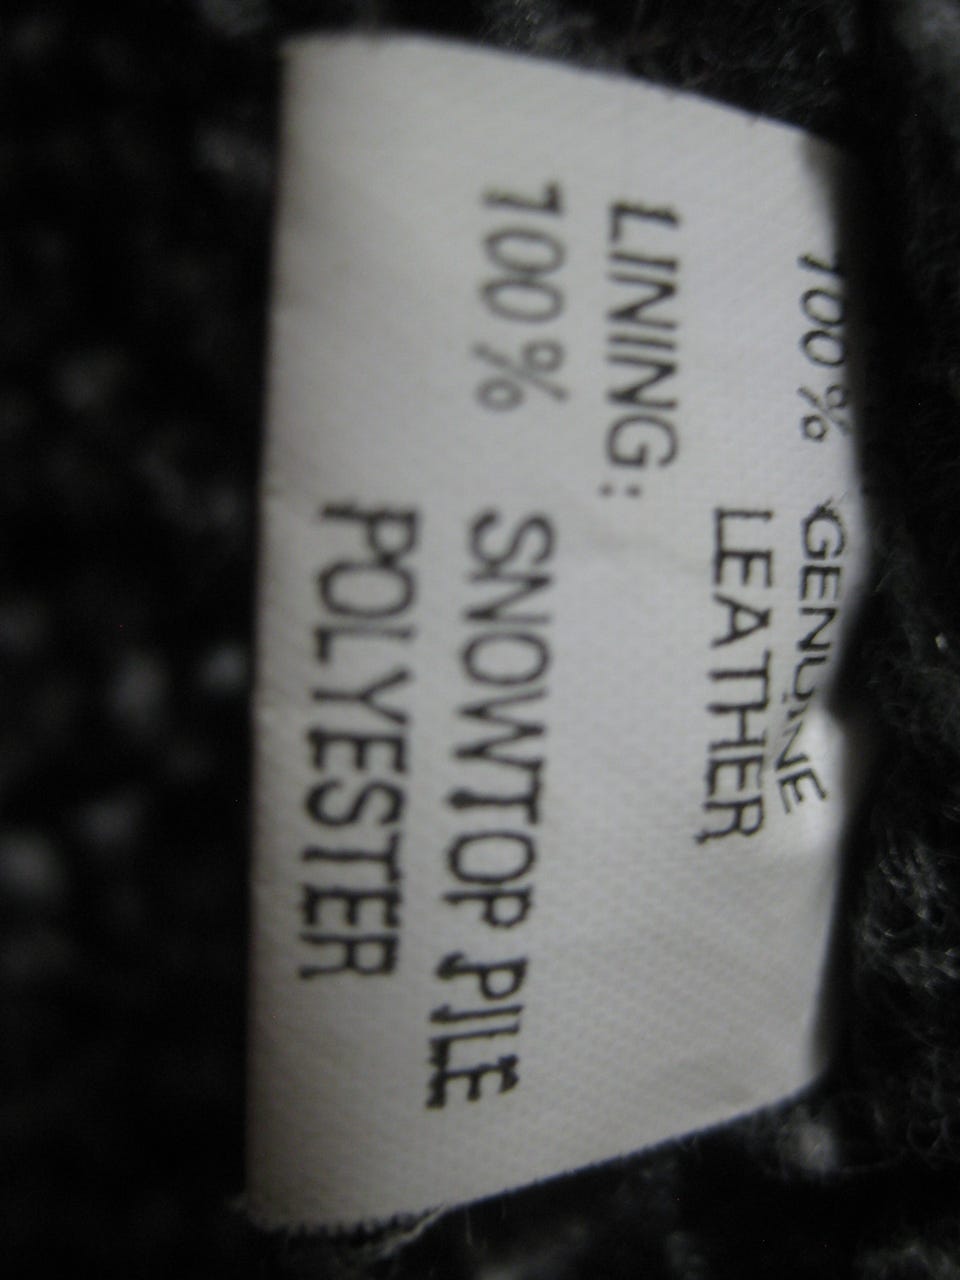 100% GENUINE
LEATHER
LINING:
100% SNOWTOP PILE
POLYESTER